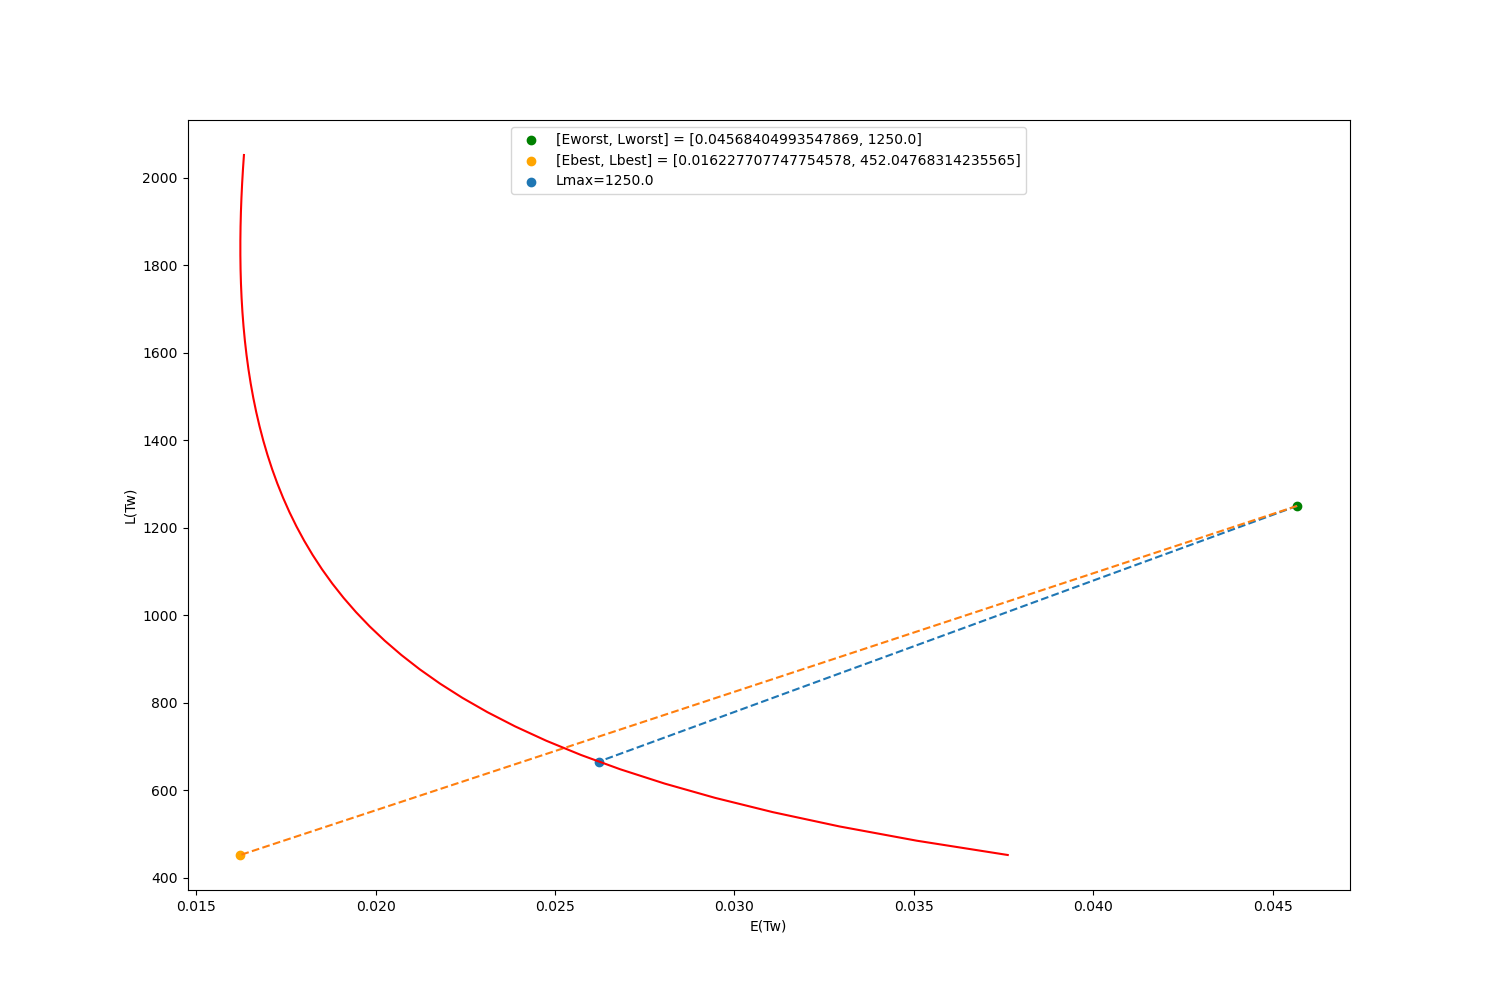 [Eworst, Lworst] = [0.04568404993547869, 1250.0]
[Ebest, Lbest] = [0.016227707747754578, 452.04768314235565]
Lmax=1250.0
2000
1800
1600
1400
1200
1000
800
600
400
L(Tw)
0.015 0.020 0.025 0.030 0.035 0.040 0.045
E(Tw)